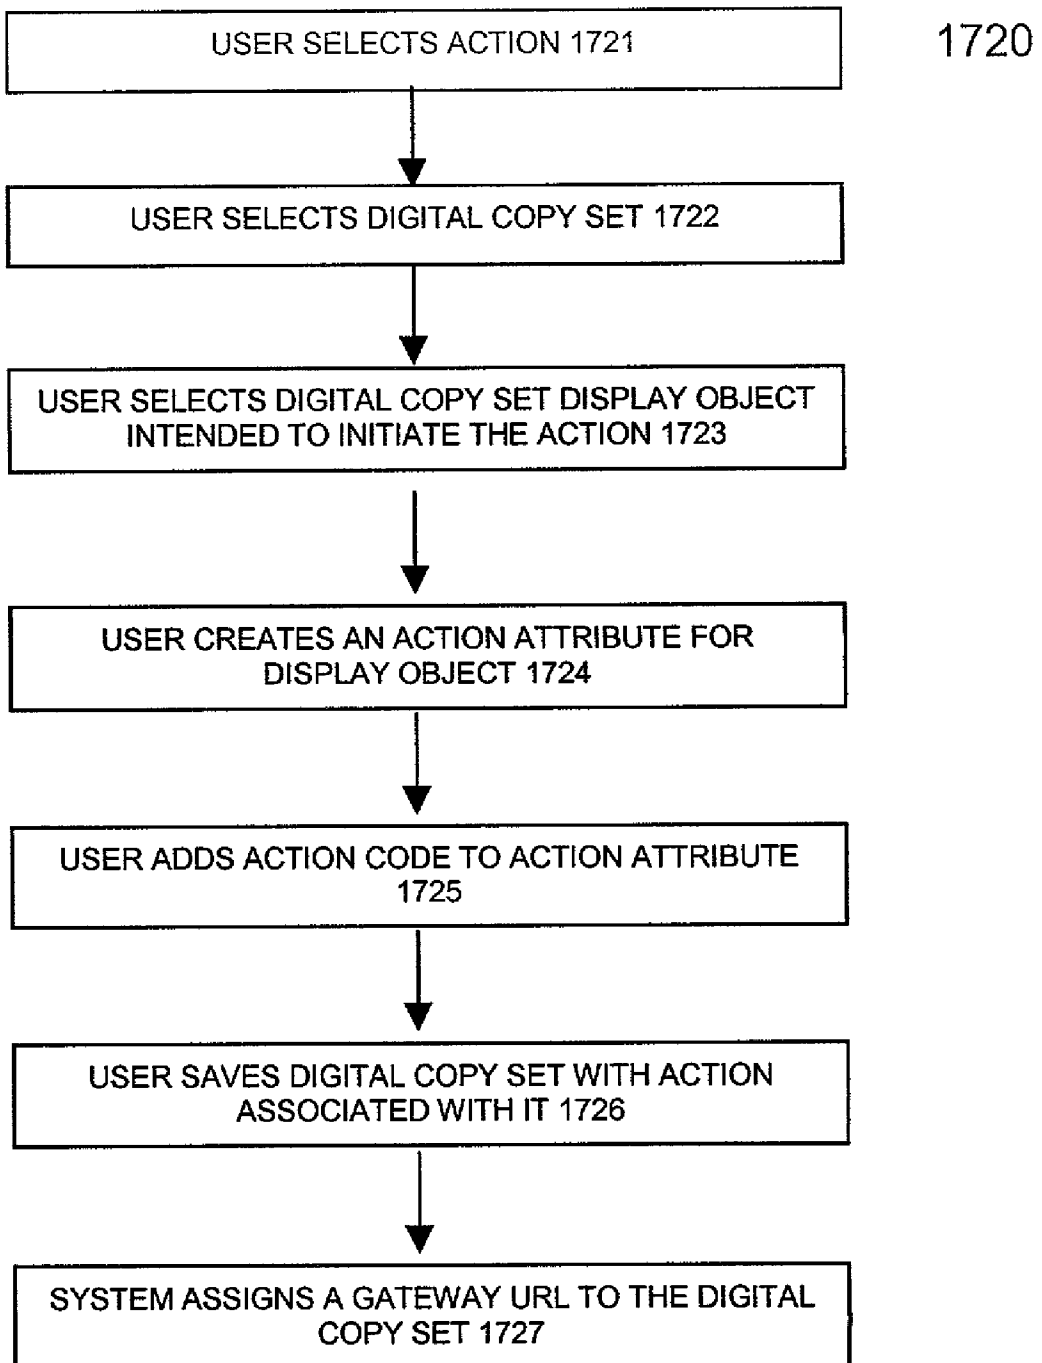 USER SELECTS ACTION 1721
1720
USER SELECTS DIGITAL COPY SET 1722
USER SELECTS DIGITAL COPY SET DISPLAY OBJECT
INTENDED TO INITIATE THE ACTION 1723
USER CREATES AN ACTION ATTRIBUTE FOR
DISPLAY OBJECT 1724
USER ADDS ACTION CODE TO ACTION ATTRIBUTE
1725
USER SAVES DIGITAL COPY SET WITH ACTION
ASSOCIATED WITH IT 1726
SYSTEM ASSIGNS A GATEWAY URL TO THE DIGITAL
COPY SET 1727